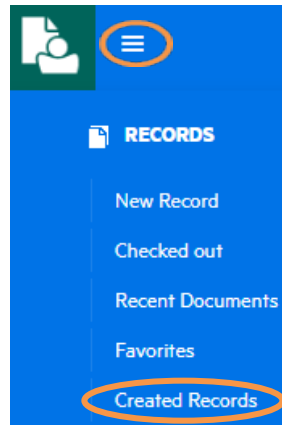 RECORDS
New Record
Checked out
Recent Documents
Favorites
Created Records